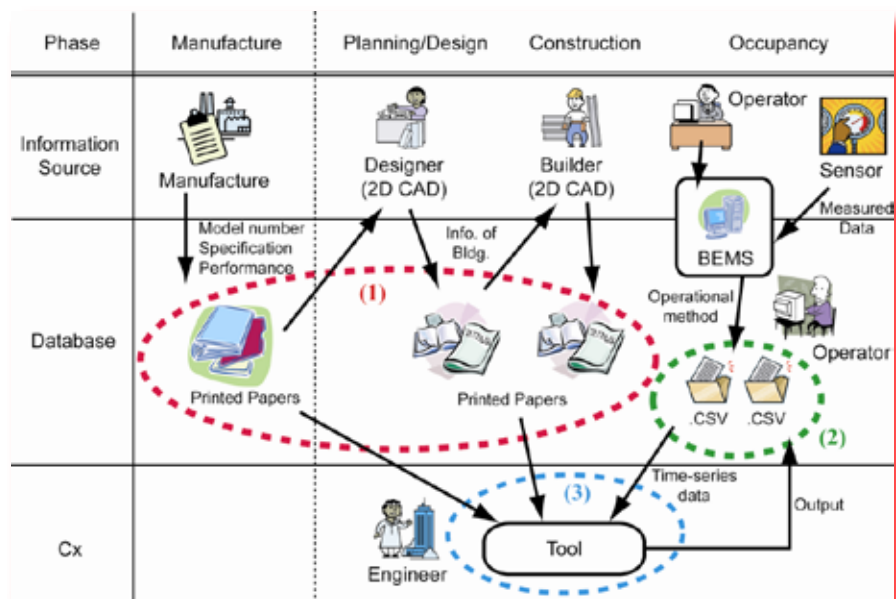 Phase
Manufacture
Planning/Design
Construction
Occupancy
Information
Source
Manufacture
Designer
(2D CAD)
Builder
(2D CAD)
Operator
Sensor
BEMS
Measured
Data
Database
Model number
Specification
Performance
Info. of
Bldg.
(1)
Operational
method
Operator
Printed Papers
Printed Papers
.CSV
.CSV
(2)
Cx
Engineer
(3)
Tool
Time-series
data
Output